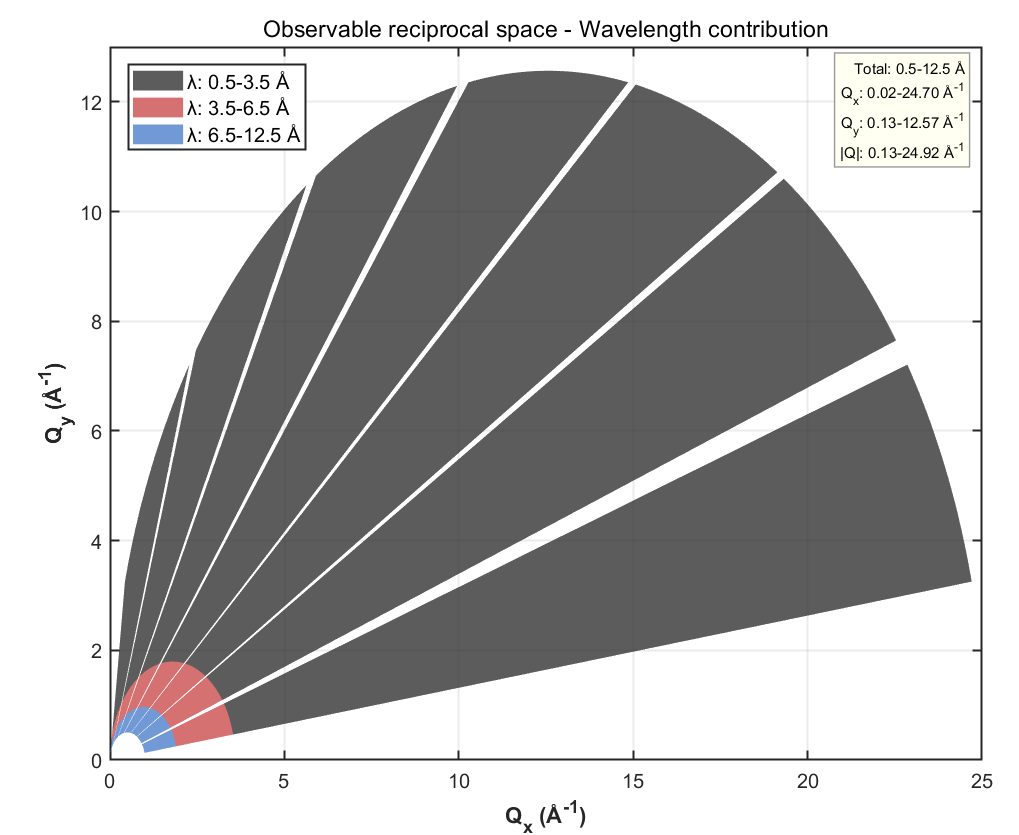 Observable reciprocal space - Wavelength contribution
λ: 0.5-3.5 Å
λ: 3.5-6.5 Å
λ: 6.5-12.5 Å
Total: 0.5-12.5 Å
Qx: 0.02-24.70 Å-1
Qy: 0.13-12.57 Å-1
|Q|: 0.13-24.92 Å-1
12
10
8
6
4
2
0
Qy (Å-1)
0 5 10 15 20 25
Qx (Å-1)